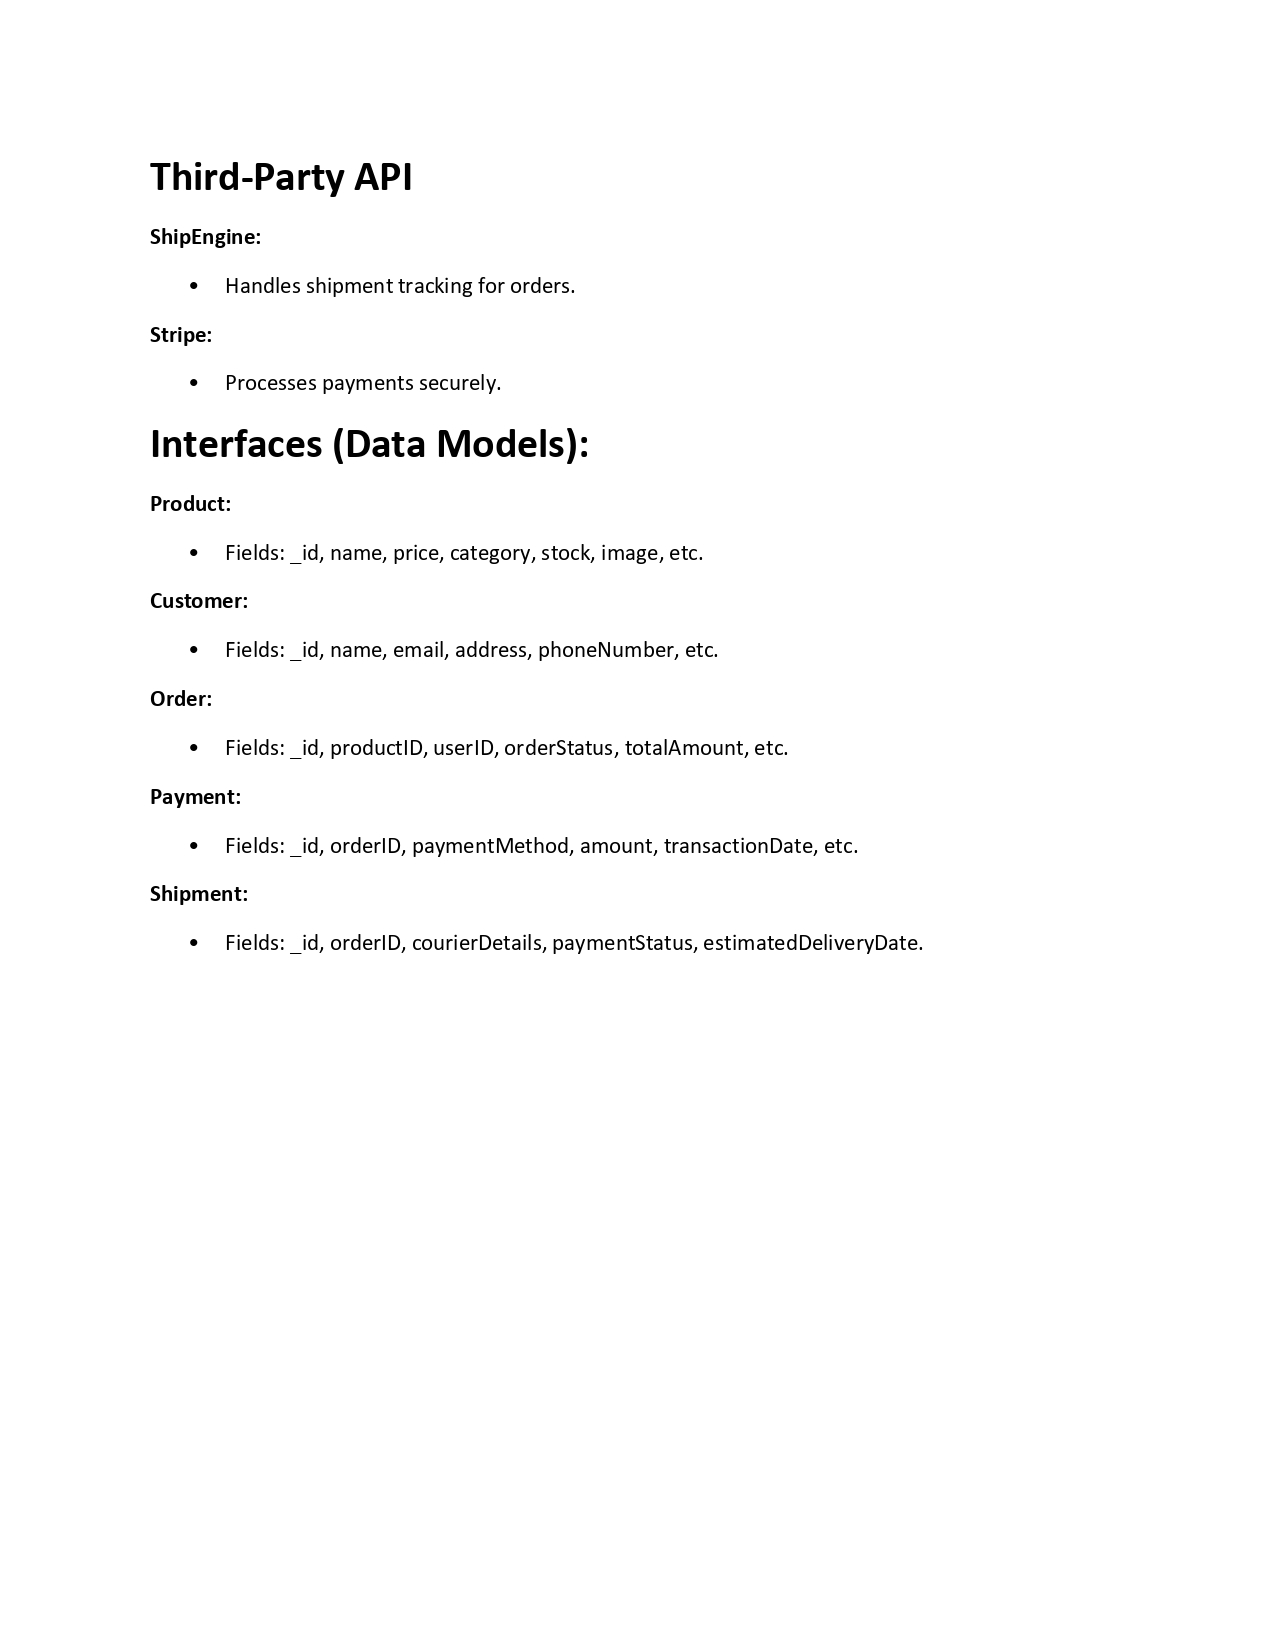 Third-Party API
ShipEngine:
• Handles shipment tracking for orders.
Stripe:
• Processes payments securely.
Interfaces (Data Models):
Product:
• Fields: _id, name, price, category, stock, image, etc.
Customer:
• Fields: _id, name, email, address, phoneNumber, etc.
Order:
• Fields: _id, productID, userID, orderStatus, totalAmount, etc.
Payment:
• Fields: _id, orderID, paymentMethod, amount, transactionDate, etc.
Shipment:
• Fields: _id, orderID, courierDetails, paymentStatus, estimatedDeliveryDate.